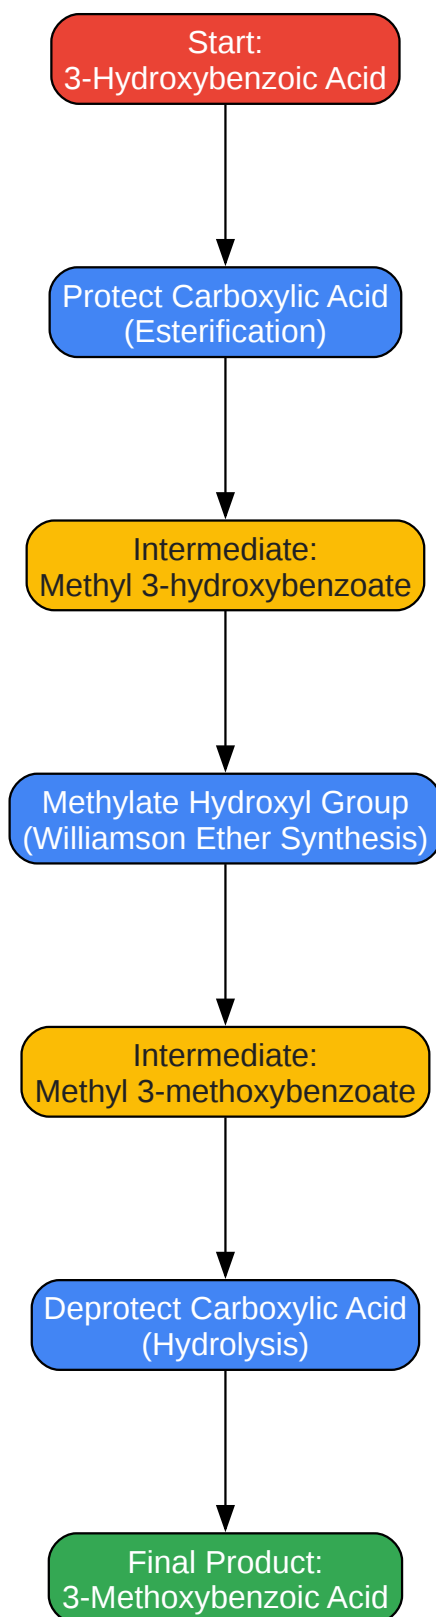 Start:
3-Hydroxybenzoic Acid
Protect Carboxylic Acid
(Esterification)
Intermediate:
Methyl 3-hydroxybenzoate
Methylate Hydroxyl Group
(Williamson Ether Synthesis)
Intermediate:
Methyl 3-methoxybenzoate
Deprotect Carboxylic Acid
(Hydrolysis)
Final Product:
3-Methoxybenzoic Acid